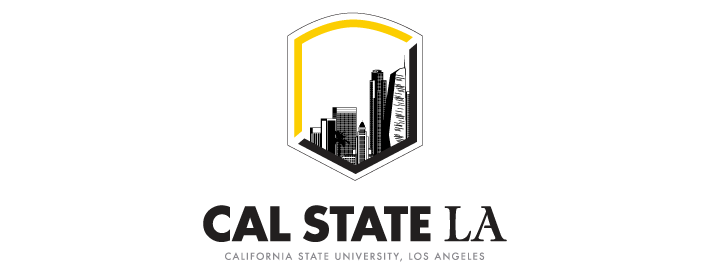 CAL STATE LA
CALIFORNIA STATE UNIVERSITY, LOS ANGELES